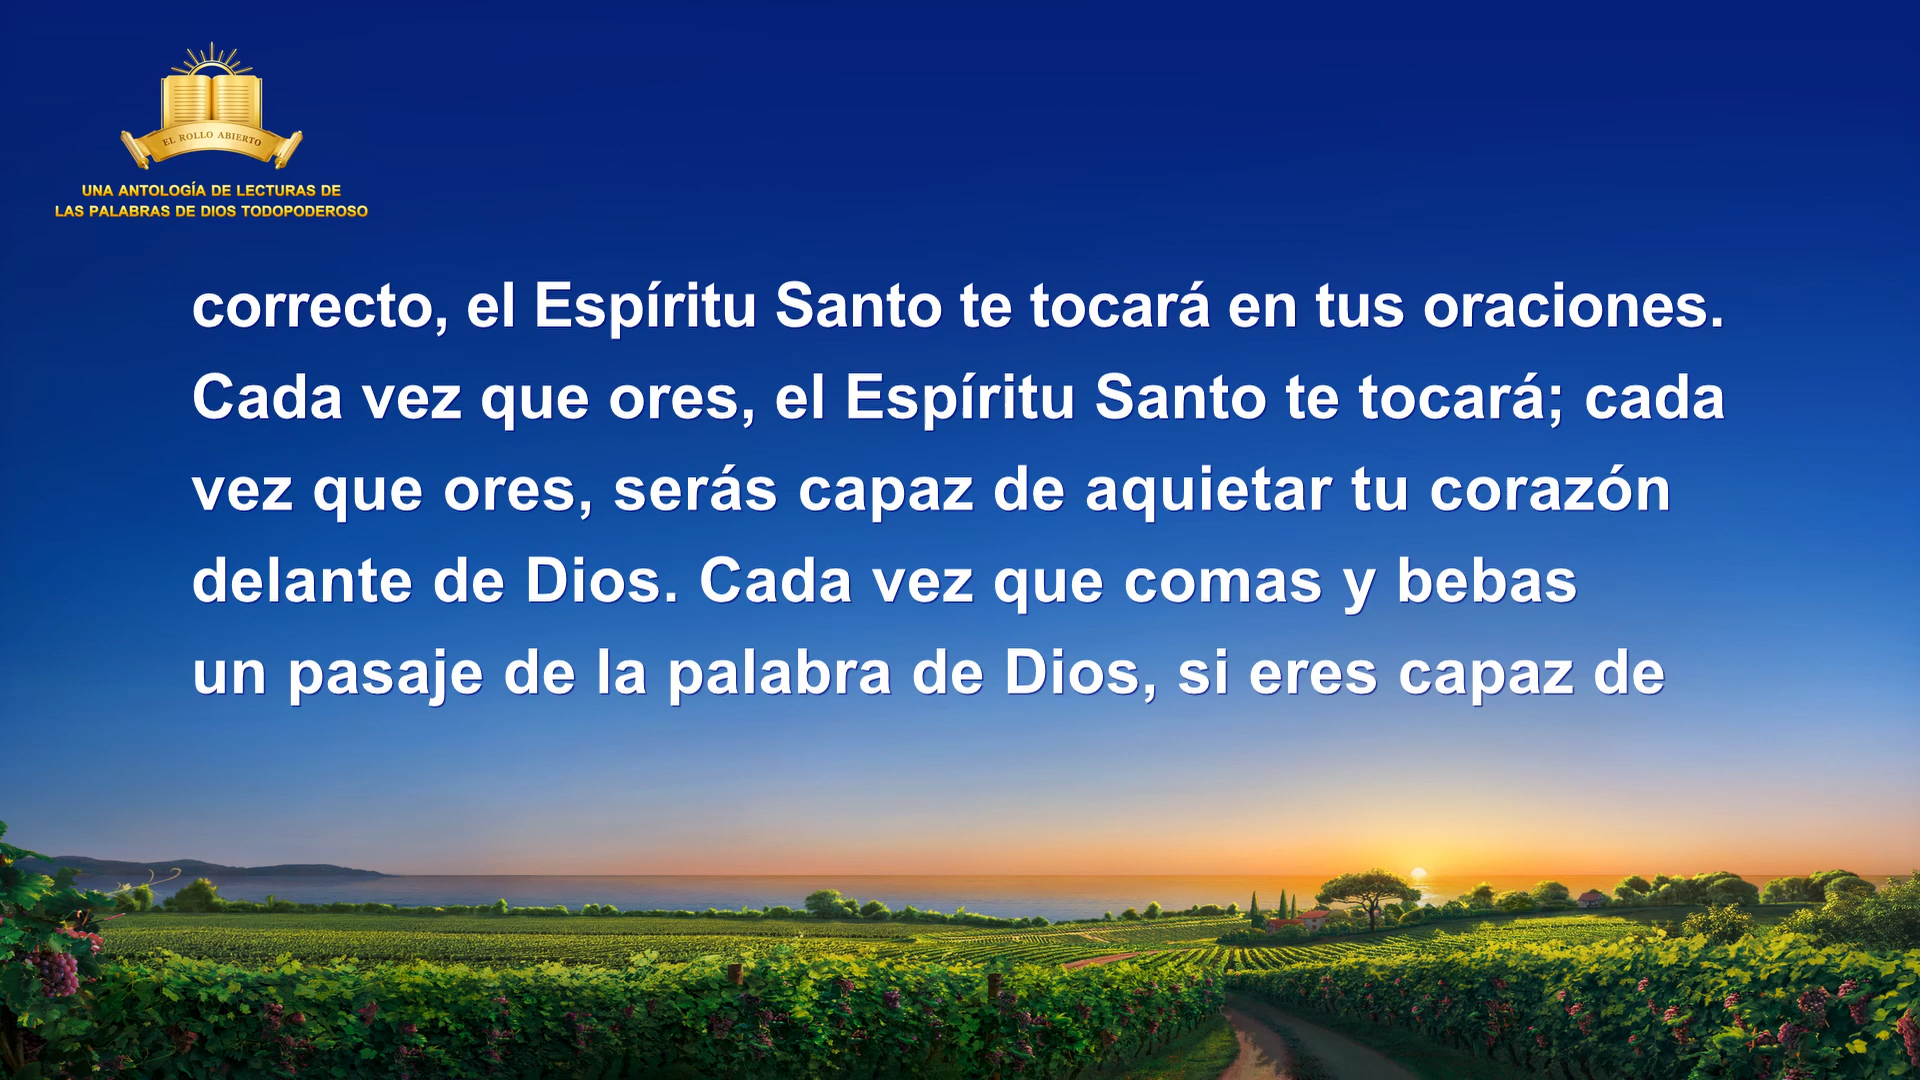 EL ROLLO ABIERTO
UNA ANTOLOGÍA DE LECTURAS DE
LAS PALABRAS DE DIOS TODOPODEROSO
correcto, el Espíritu Santo te tocará en tus oraciones.
Cada vez que ores, el Espíritu Santo te tocará; cada
vez que ores, serás capaz de aquietar tu corazón
delante de Dios. Cada vez que comas y bebas
un pasaje de la palabra de Dios, si eres capaz de